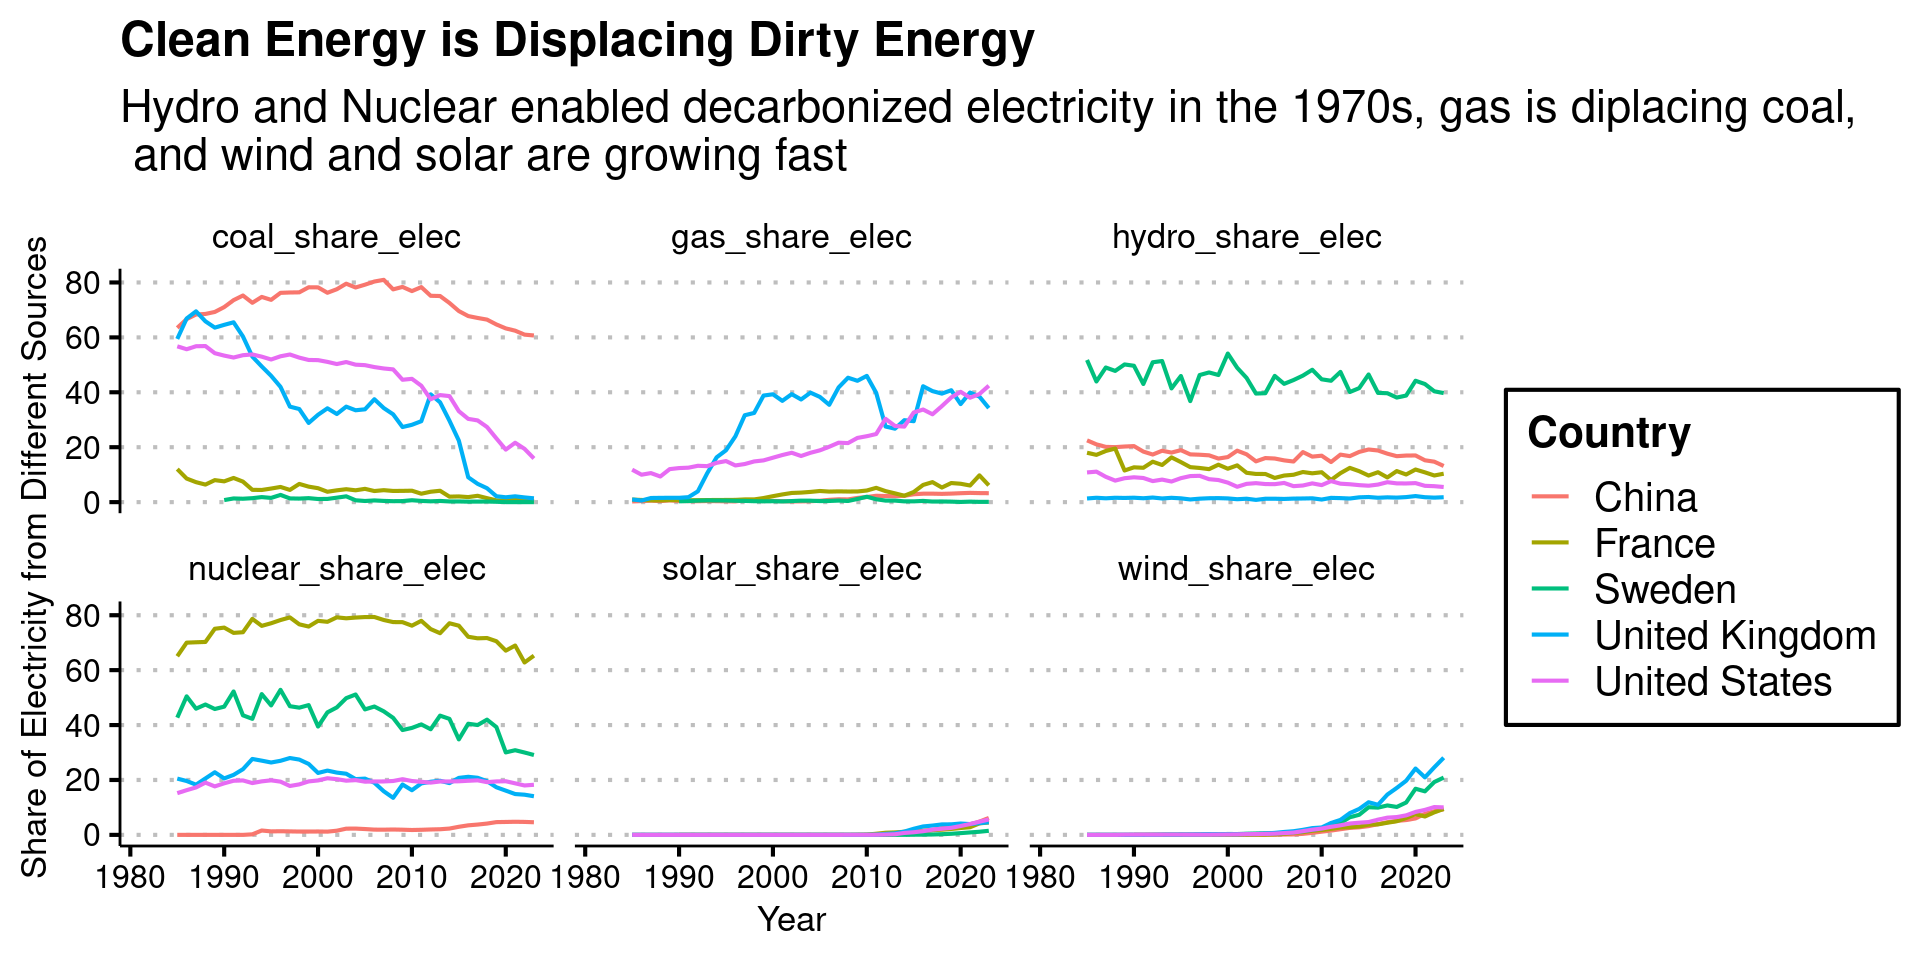 Clean Energy is Displacing Dirty Energy
Hydro and Nuclear enabled decarbonized electricity in the 1970s, gas is diplacing coal,
and wind and solar are growing fast
Share of Electricity from Different Sources
coal_share_elec
gas_share_elec
hydro_share_elec
80
60
40
20
0
nuclear_share_elec
solar_share_elec
wind_share_elec
80
60
40
20
0
1980 1990 2000 2010 2020
1980 1990 2000 2010 2020
1980 1990 2000 2010 2020
Year
Country
China
France
Sweden
United Kingdom
United States